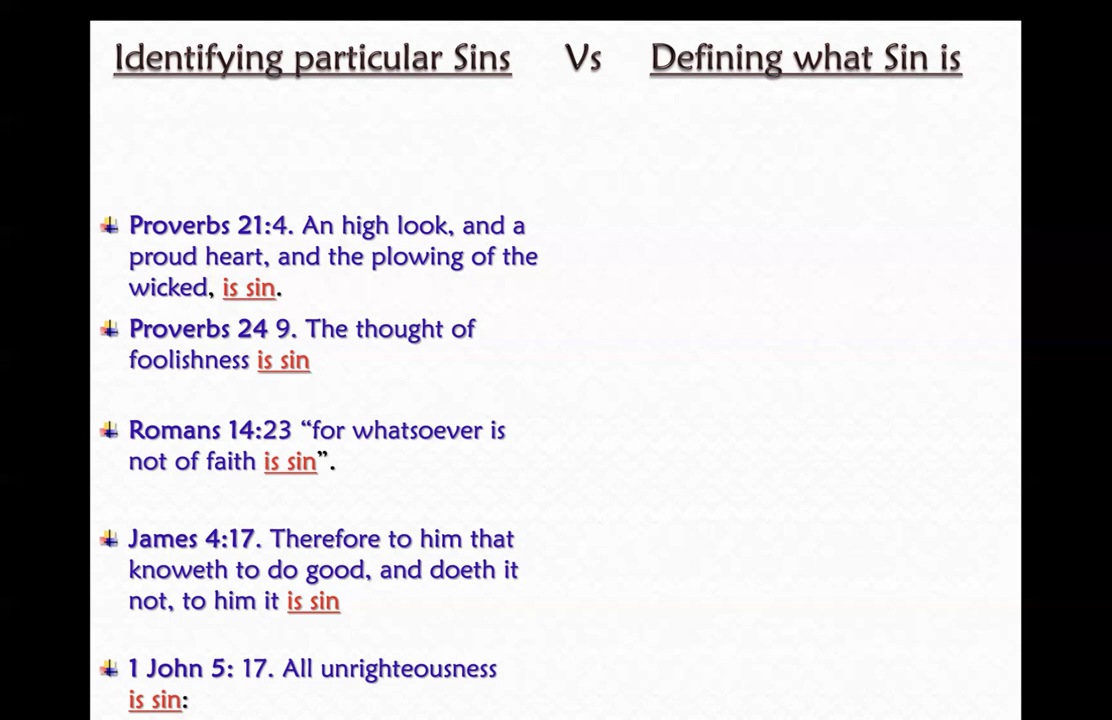 Identifying particular Sins Vs Defining what Sin is
Proverbs 21:4. An high look, and a
proud heart, and the plowing of the
wicked, is sin.
Proverbs 24 9. The thought of
foolishness is sin
Romans 14:23 “for whatsoever is
not of faith is sin”.
James 4:17. Therefore to him that
knoweth to do good, and doeth it
not, to him it is sin
1 John 5: 17. All unrighteousness
is sin: